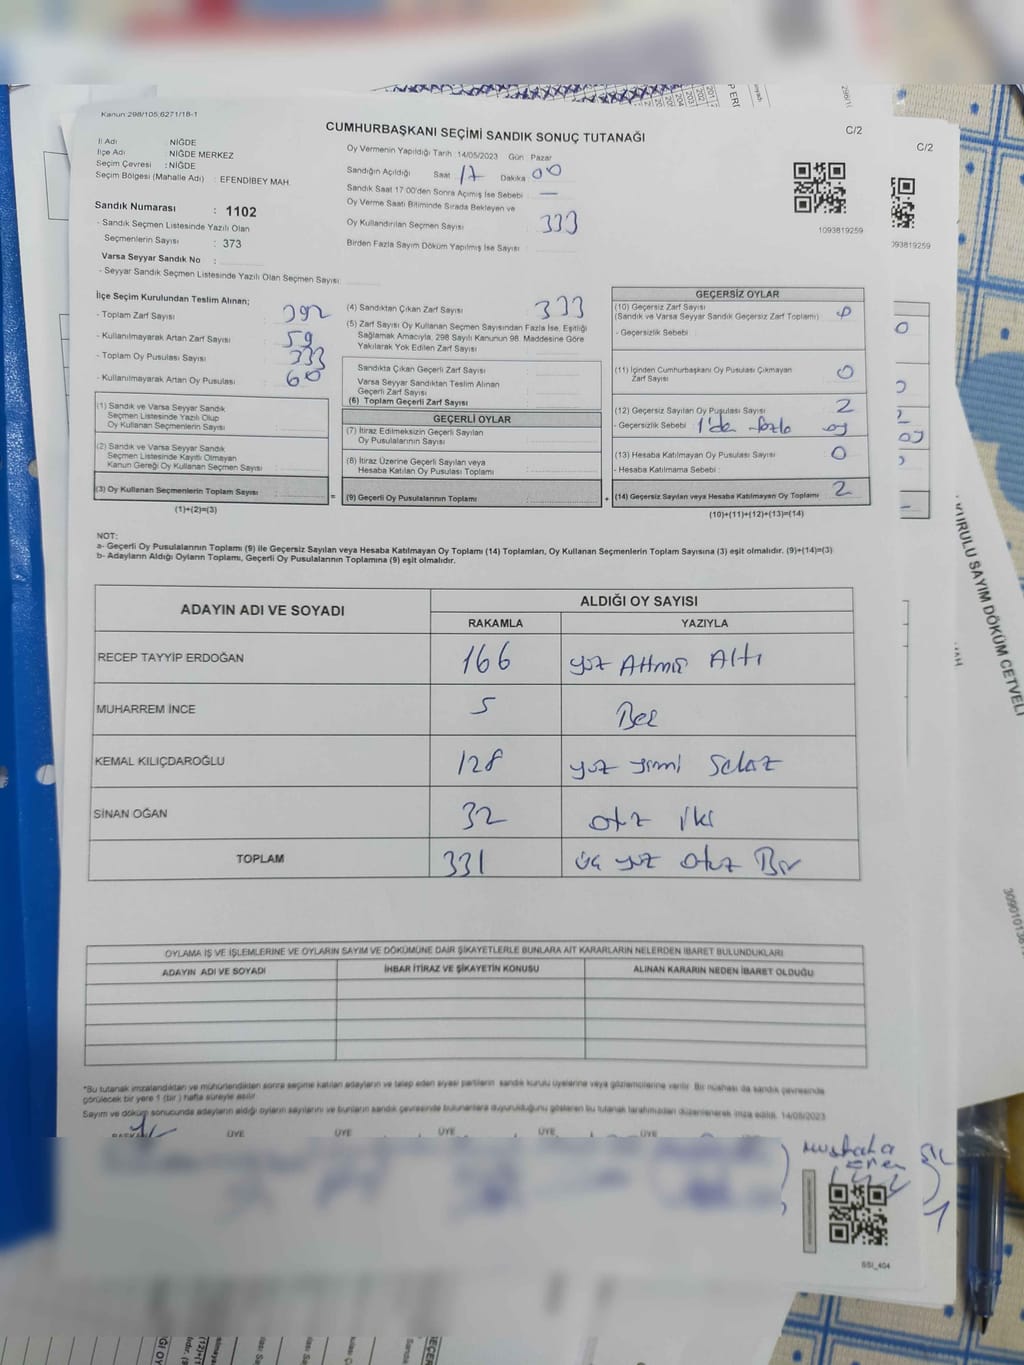 Kanun 298/105;6271/18-1
CUMHURBAŞKANI SEÇİMİ SANDIK SONUÇ TUTANAĞI
C/2
C/2
İl Adı NİĞDE
İlçe Adı : NİĞDE MERKEZ
Seçim Çevresi : NİĞDE
Seçim Bölgesi (Mahalle Adı) : EFENDİBEY MAH.
Sandık Numarası : 1102
- Sandık Seçmen Listesinde Yazılı Olan
Seçmenlerin Sayısı : 373
Varsa Seyyar Sandık No :
- Seyyar Sandık Seçmen Listesinde Yazılı Olan Seçmen Sayısı
Oy Vermenin Yapıldığı Tarih 14/05/2023 Gün Pazar
Sandığın Açıldığı Saat 17 Dakika 00
Sandık Saat 17:00'den Sonra Açılmış İse Sebebi —
Oy Verme Saati Bitiminde Sırada Bekleyen ve
Oy Kullandırılan Seçmen Sayısı 333
Birden Fazla Sayım Döküm Yapılmış İse Sayısı
1093819259
093819259
İlçe Seçim Kurulundan Teslim Alınan;
- Toplam Zarf Sayısı 392
- Kullanılmayarak Artan Zarf Sayısı 59
- Toplam Oy Pusulası Sayısı 333
- Kullanılmayarak Artan Oy Pusulası 60
(1) Sandık ve Varsa Seyyar Sandık
Seçmen Listesinde Yazılı Olup
Oy Kullanan Seçmenlerin Sayısı
(2) Sandık ve Varsa Seyyar Sandık
Seçmen Listesinde Kayıtlı Olmayan
Kanun Gereği Oy Kullanan Seçmen Sayısı
(3) Oy Kullanan Seçmenlerin Toplam Sayısı
(1)+(2)=(3)
(4) Sandıktan Çıkan Zarf Sayısı 333
(5) Zarf Sayısı Oy Kullanan Seçmen Sayısından Fazla İse, Eşitliği
Sağlamak Amacıyla, 298 Sayılı Kanunun 98. Maddesine Göre
Yakılarak Yok Edilen Zarf Sayısı
Sandıkta Çıkan Geçerli Zarf Sayısı
Varsa Seyyar Sandıktan Teslim Alınan
Geçerli Zarf Sayısı
(6) Toplam Geçerli Zarf Sayısı
GEÇERLİ OYLAR
(7) İtiraz Edilmeksizin Geçerli Sayılan
Oy Pusulalarının Sayısı
(8) İtiraz Üzerine Geçerli Sayılan veya
Hesaba Katılan Oy Pusulası Toplamı
= (9) Geçerli Oy Pusulalarının Toplamı +
GEÇERSİZ OYLAR
(10) Geçersiz Zarf Sayısı
(Sandık ve Varsa Seyyar Sandık Geçersiz Zarf Toplamı) 0
- Geçersizlik Sebebi
(11) İçinden Cumhurbaşkanı Oy Pusulası Çıkmayan
Zarf Sayısı 0
(12) Geçersiz Sayılan Oy Pusulası Sayısı 2
- Geçersizlik Sebebi 1'den fazla oy
(13) Hesaba Katılmayan Oy Pusulası Sayısı 0
- Hesaba Katılmama Sebebi
(14) Geçersiz Sayılan veya Hesaba Katılmayan Oy Toplamı 2
(10)+(11)+(12)+(13)=(14)
NOT:
a- Geçerli Oy Pusulalarının Toplamı (9) ile Geçersiz Sayılan veya Hesaba Katılmayan Oy Toplamı (14) Toplamları, Oy Kullanan Seçmenlerin Toplam Sayısına (3) eşit olmalıdır. (9)+(14)=(3)
b- Adayların Aldığı Oyların Toplamı, Geçerli Oy Pusulalarının Toplamına (9) eşit olmalıdır.
ADAYIN ADI VE SOYADI ALDIĞI OY SAYISI
RAKAMLA YAZIYLA
RECEP TAYYİP ERDOĞAN 166 yüz Altmış Altı
MUHARREM İNCE 5 Beş
KEMAL KILIÇDAROĞLU 128 yüz yirmi Sekiz
SİNAN OĞAN 32 otuz iki
TOPLAM 331 üç yüz otuz Bir
OYLAMA İŞ VE İŞLEMLERİNE VE OYLARIN SAYIM VE DÖKÜMÜNE DAİR ŞİKAYETLERLE BUNLARA AİT KARARLARIN NELERDEN İBARET BULUNDUKLARI
ADAYIN ADI VE SOYADI İHBAR İTİRAZ VE ŞİKAYETİN KONUSU ALINAN KARARIN NEDEN İBARET OLDUĞU
*Bu tutanak imzalandıktan ve mühürlendikten sonra seçime katılan adayların ve talep eden siyasi partilerin sandık kurulu üyelerine veya gözlemcilerine verilir. Bir nüshası da sandık çevresinde
görülecek bir yere 1 (bir) hafta süreyle asılır.
Sayım ve döküm sonucunda adayların aldığı oyların sayılarını ve bunların sandık çevresinde bulunanlara duyurulduğunu gösteren bu tutanak tarafımızdan düzenlenerek imza edildi. 14/05/2023
BAŞKAN ÜYE ÜYE ÜYE ÜYE ÜYE
Mustafa
Eren
SSİ_404
KURULU SAYIM DÖKÜM CETVELİ